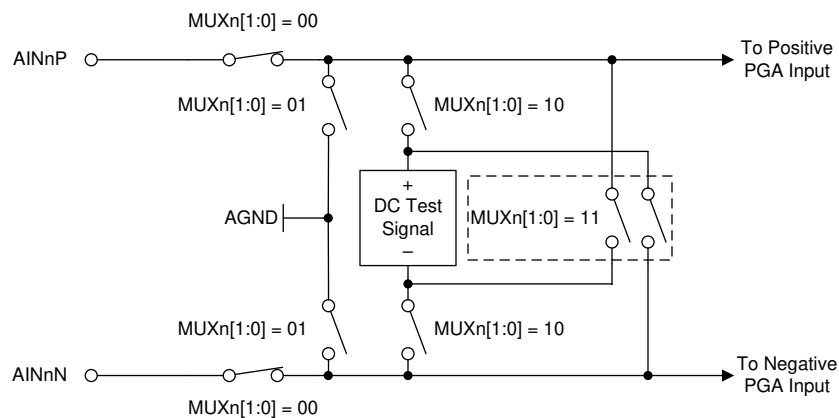 MUXn[1:0] = 00
AINnP
To Positive
PGA Input
MUXn[1:0] = 01
MUXn[1:0] = 10
+
DC Test
Signal
–
AGND
MUXn[1:0] = 11
MUXn[1:0] = 01
MUXn[1:0] = 10
AINnN
To Negative
PGA Input
MUXn[1:0] = 00